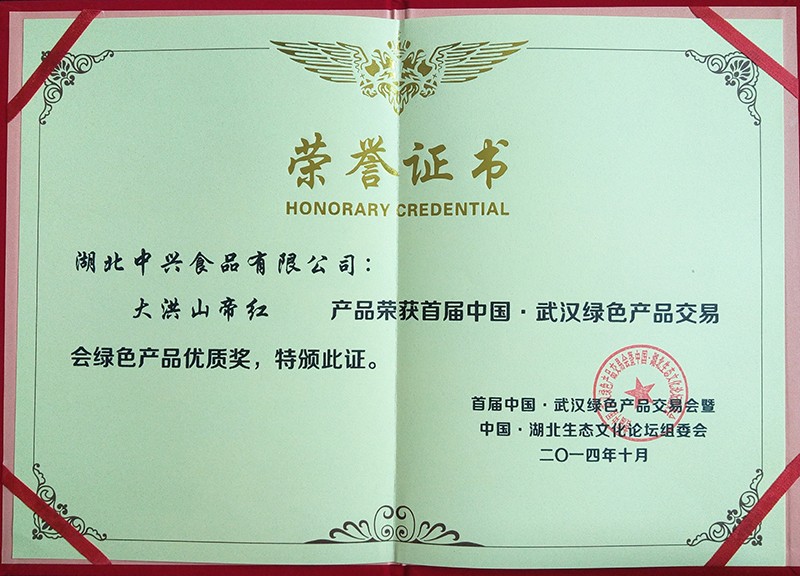 荣誉证书
HONORARY CREDENTIAL
湖北中兴食品有限公司：
大洪山帝红 产品荣获首届中国·武汉绿色产品交易
会绿色产品优质奖，特颁此证。
首届中国·武汉绿色产品交易会暨
中国·湖北生态文化论坛组委会
二〇一四年十月